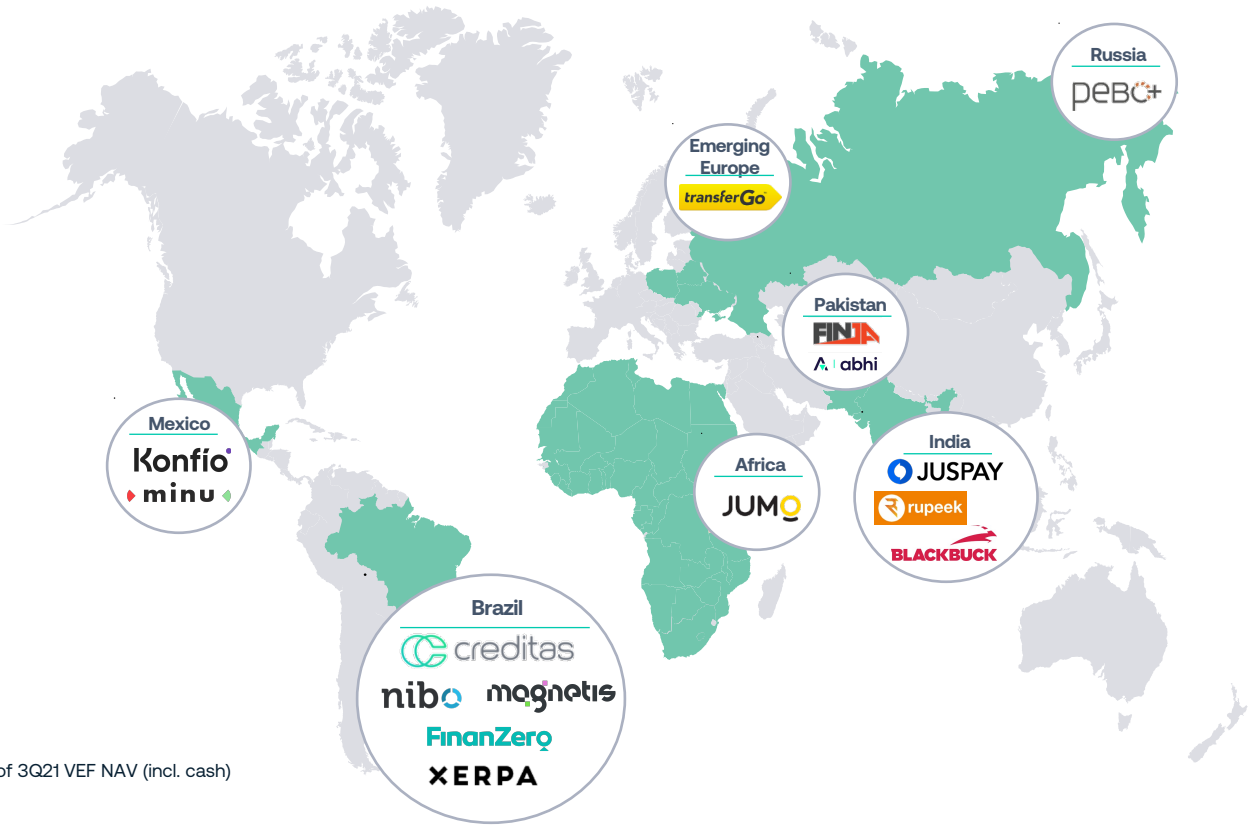 Russia
ревс+
Emerging
Europe
transferGo
Pakistan
FINJA
abhi
Mexico
Konfío
minu
India
JUSPAY
rupeek
BLACKBUCK
Africa
JUMO
Brazil
creditas
nibo magnetis
FinanZero
XERPA
of 3Q21 VEF NAV (incl. cash)